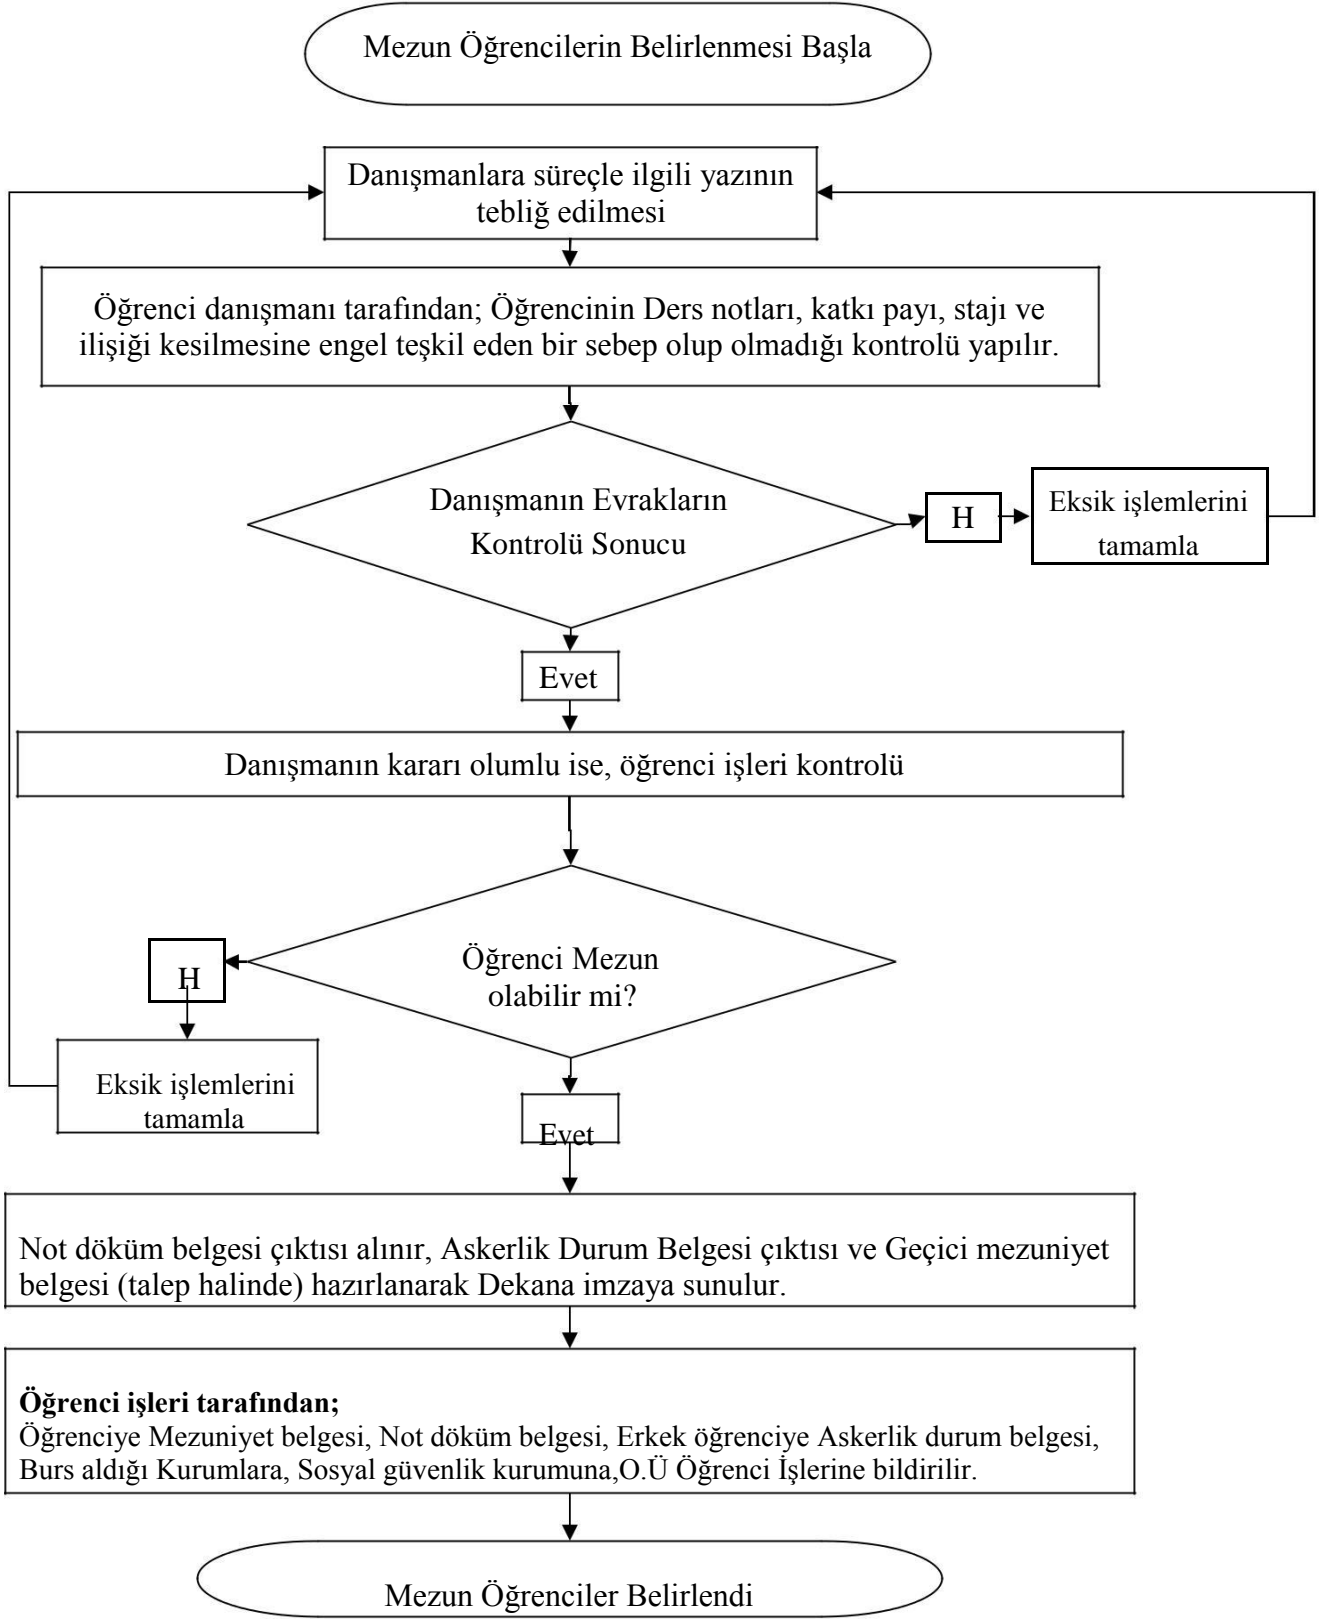 Mezun Öğrencilerin Belirlenmesi Başla
Danışmanlara süreçle ilgili yazının
tebliğ edilmesi
Öğrenci danışmanı tarafından; Öğrencinin Ders notları, katkı payı, stajı ve
ilişiği kesilmesine engel teşkil eden bir sebep olup olmadığı kontrolü yapılır.
Danışmanın Evrakların
Kontrolü Sonucu
H
Eksik işlemlerini
tamamla
Evet
Danışmanın kararı olumlu ise, öğrenci işleri kontrolü
Öğrenci Mezun
olabilir mi?
H
Eksik işlemlerini
tamamla
Evet
Not döküm belgesi çıktısı alınır, Askerlik Durum Belgesi çıktısı ve Geçici mezuniyet
belgesi (talep halinde) hazırlanarak Dekana imzaya sunulur.
Öğrenci işleri tarafından;
Öğrenciye Mezuniyet belgesi, Not döküm belgesi, Erkek öğrenciye Askerlik durum belgesi,
Burs aldığı Kurumlara, Sosyal güvenlik kurumuna,O.Ü Öğrenci İşlerine bildirilir.
Mezun Öğrenciler Belirlendi